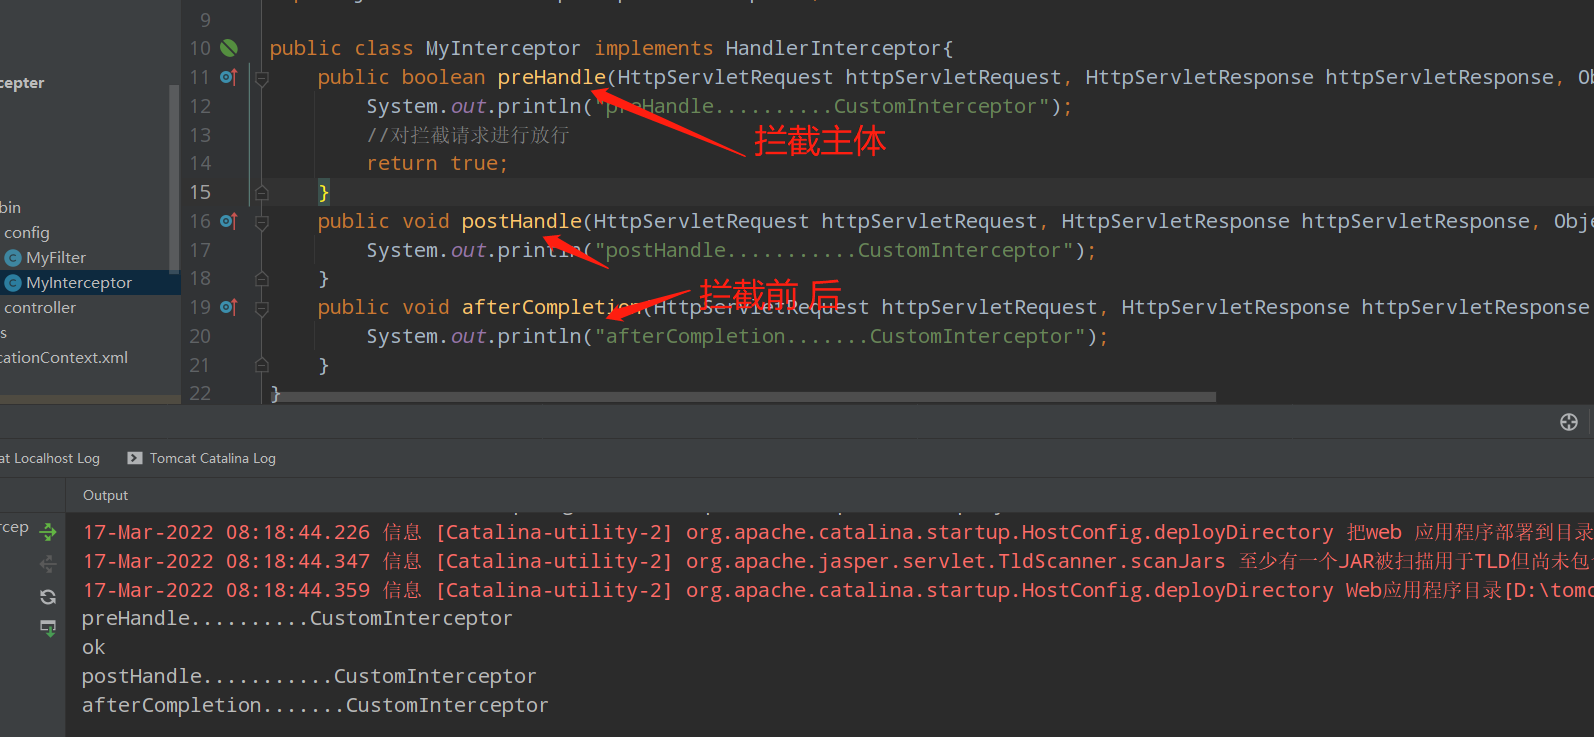 9
10 public class MyInterceptor implements HandlerInterceptor{
11 public boolean preHandle(HttpServletRequest httpServletRequest, HttpServletResponse httpServletResponse, Ob
12 System.out.println("preHandle..........CustomInterceptor");
13 //对拦截请求进行放行
拦截主体
14 return true;
15 }
16 public void postHandle(HttpServletRequest httpServletRequest, HttpServletResponse httpServletResponse, Obje
17 System.out.println("postHandle...........CustomInterceptor");
18 }
拦截前 后
19 public void afterCompletion(HttpServletRequest httpServletRequest, HttpServletResponse httpServletResponse
20 System.out.println("afterCompletion.......CustomInterceptor");
21 }
22 }
cepter
bin
config
MyFilter
MyInterceptor
controller
s
cationContext.xml
at Localhost Log Tomcat Catalina Log
Output
rcep
17-Mar-2022 08:18:44.226 信息 [Catalina-utility-2] org.apache.catalina.startup.HostConfig.deployDirectory 把web 应用程序部署到目录
17-Mar-2022 08:18:44.347 信息 [Catalina-utility-2] org.apache.jasper.servlet.TldScanner.scanJars 至少有一个JAR被扫描用于TLD但尚未包
17-Mar-2022 08:18:44.359 信息 [Catalina-utility-2] org.apache.catalina.startup.HostConfig.deployDirectory Web应用程序目录[D:\tomc
preHandle..........CustomInterceptor
ok
postHandle...........CustomInterceptor
afterCompletion.......CustomInterceptor